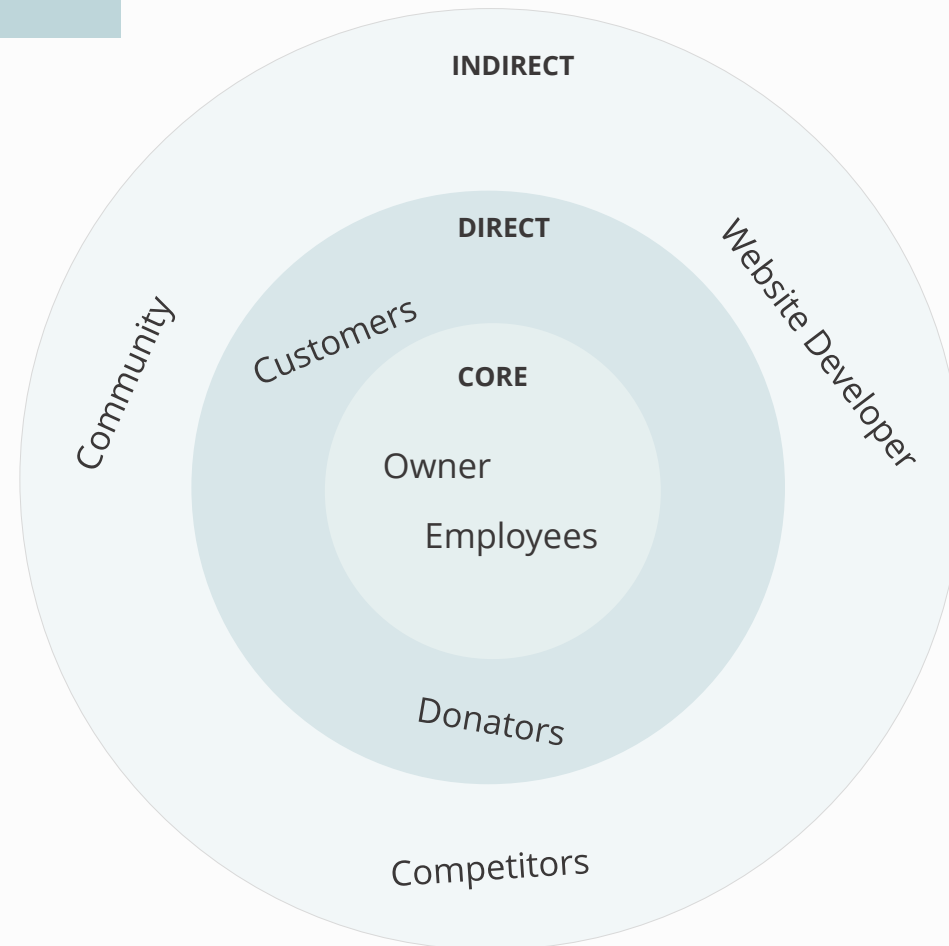 INDIRECT
DIRECT
Website Developer
Community
Customers
CORE
Owner
Employees
Donators
Competitors